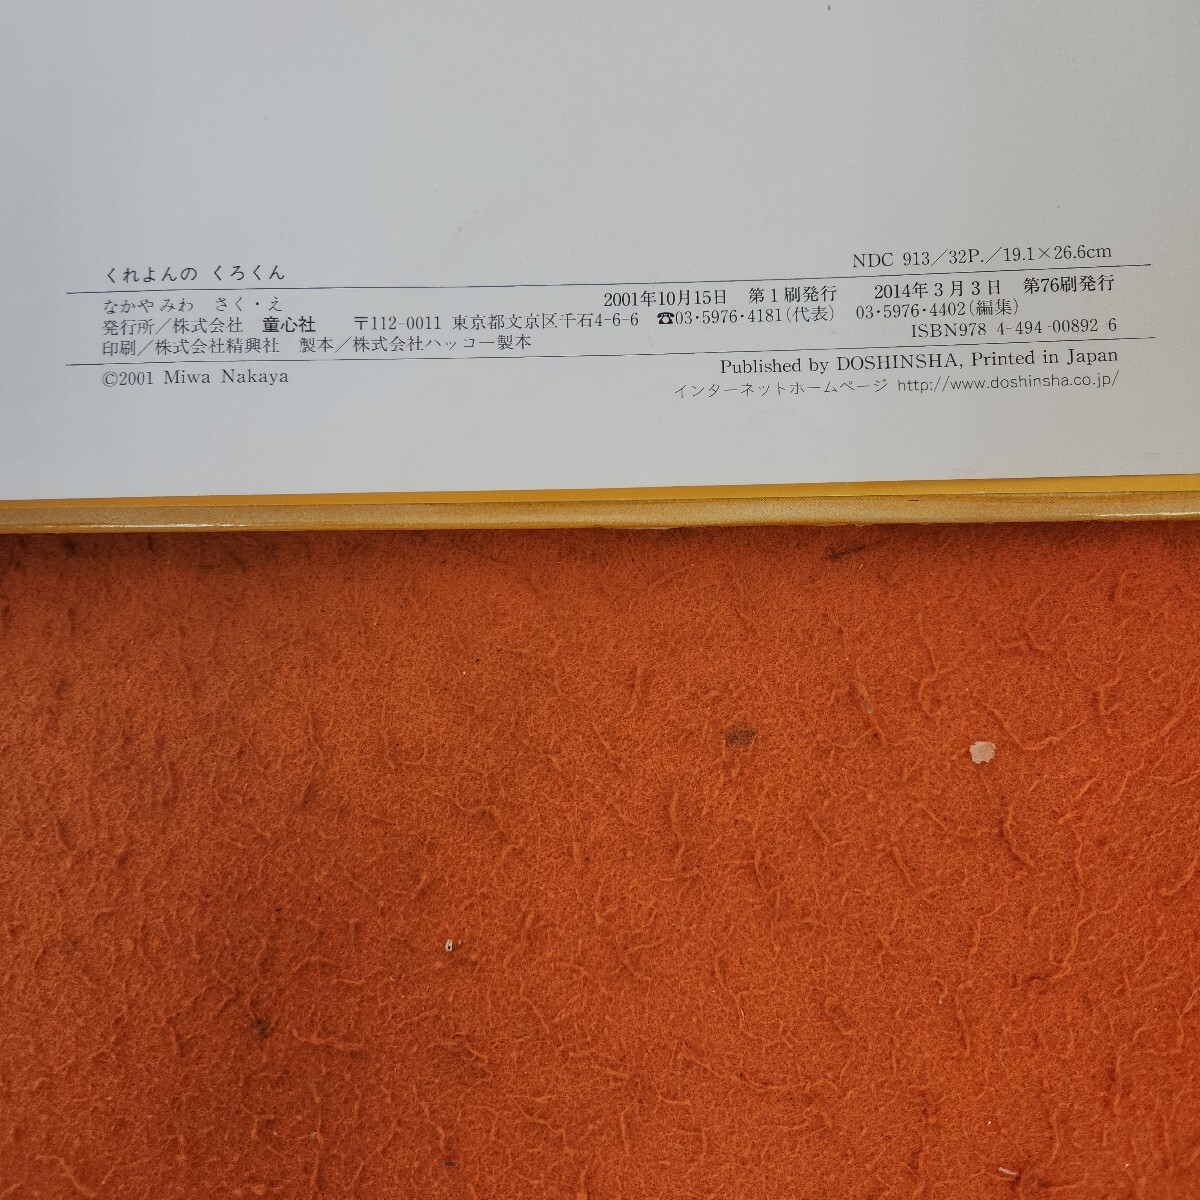 NDC 913/32P./19.1×26.6cm
くれよんの くろくん
なかや みわ さく・え 2001年10月15日 第1刷発行 2014年3月3日 第76刷発行
発行所/株式会社 童心社 〒112-0011 東京都文京区千石4-6-6 ☎03・5976・4181(代表) 03・5976・4402(編集)
印刷/株式会社精興社 製本/株式会社ハッコー製本 ISBN978-4-494-00892-6
©2001 Miwa Nakaya Published by DOSHINSHA, Printed in Japan
インターネットホームページ http://www.doshinsha.co.jp/